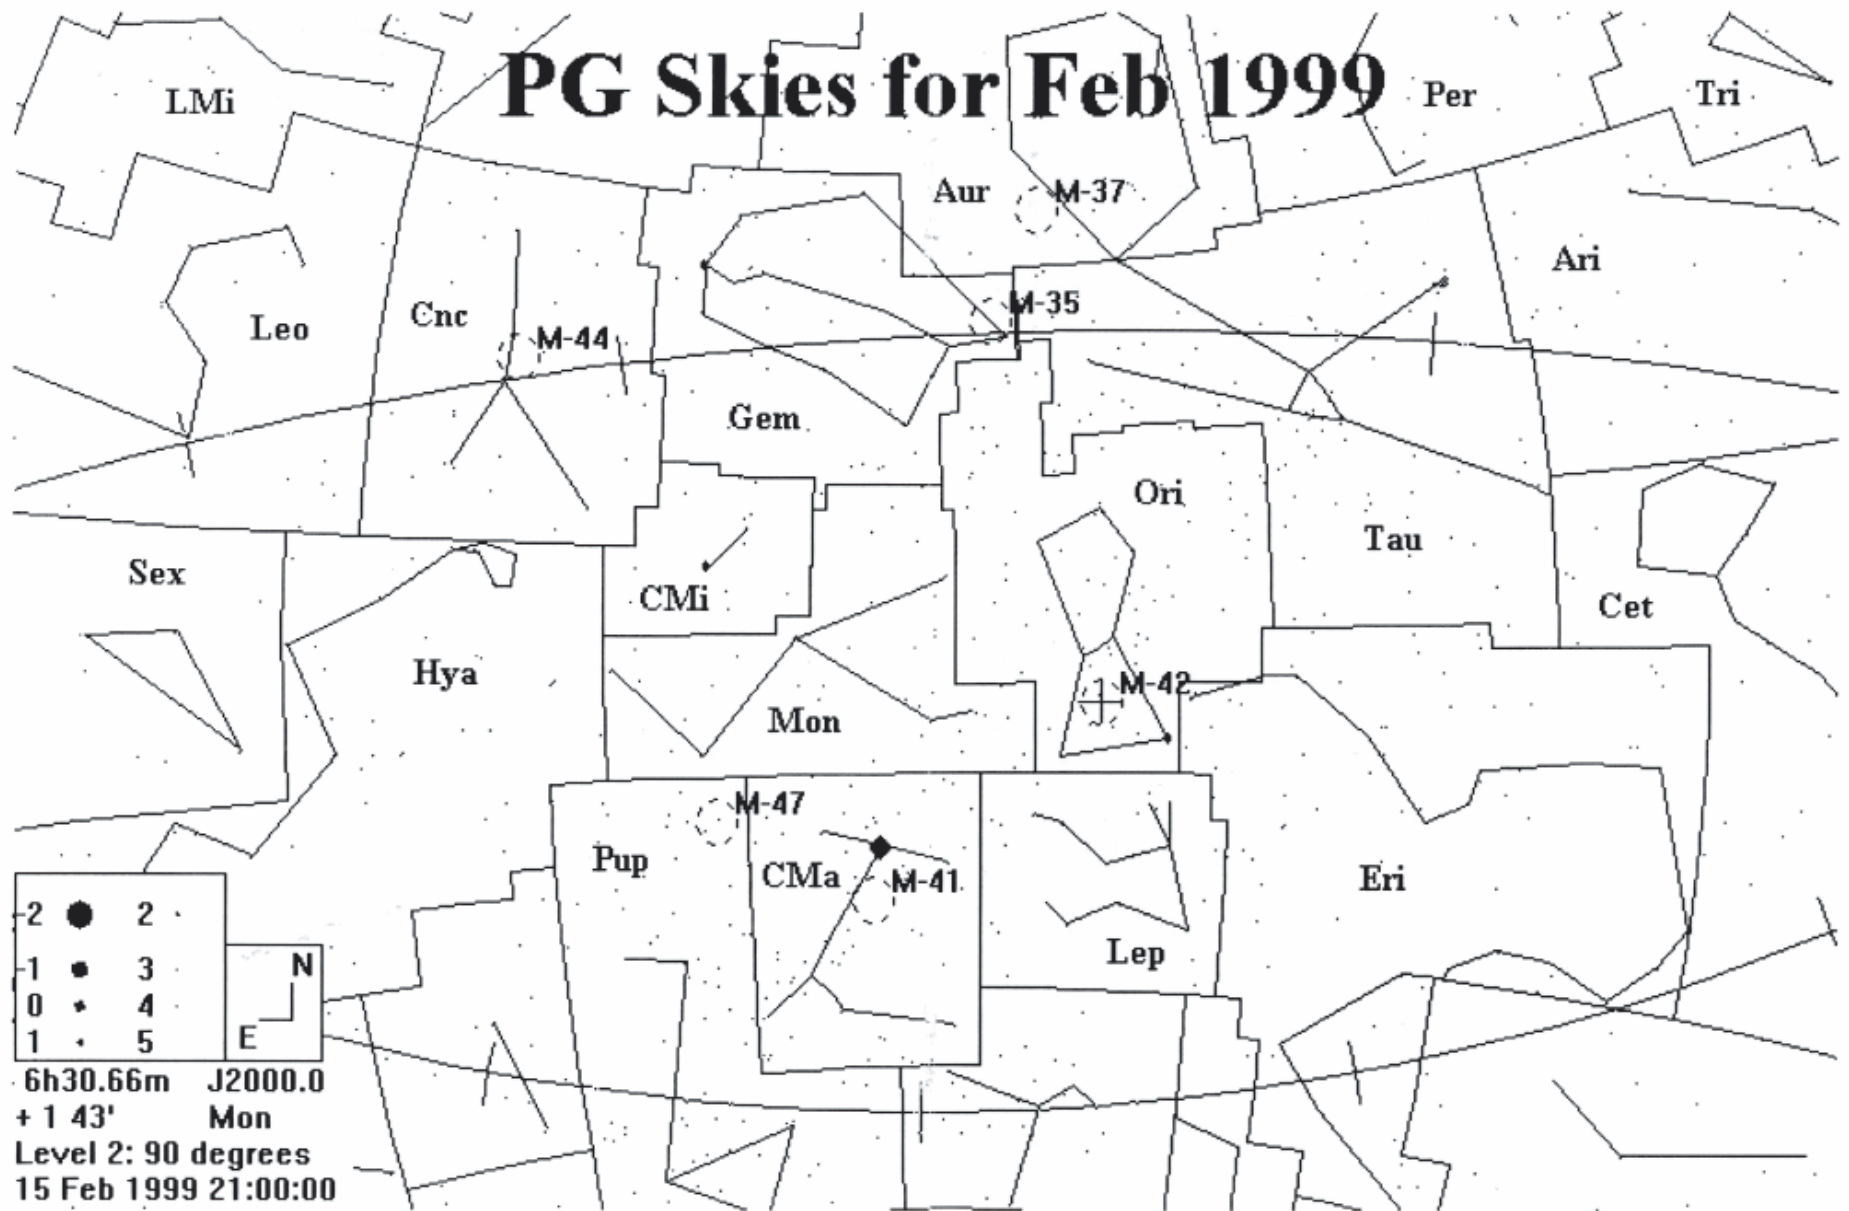 PG Skies for Feb 1999
LMi
Per
Tri
Aur
M-37
Ari
M-35
Leo
Cnc
M-44
Gem
Ori
Tau
Sex
CMi
Cet
Hya
M-42
Mon
M-47
Pup
CMa
M-41
Eri
Lep
-2 2
-1 3
0 4
1 5
N
E
6h30.66m J2000.0
+ 1 43' Mon
Level 2: 90 degrees
15 Feb 1999 21:00:00